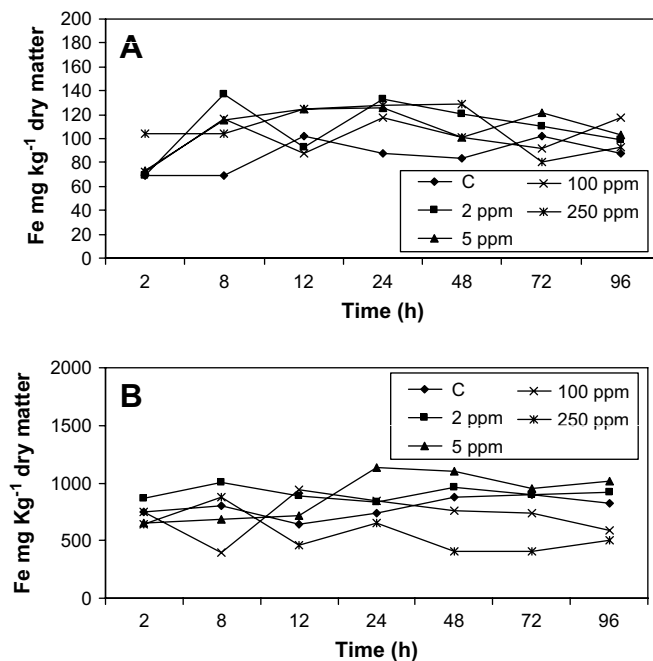 A
Fe mg kg-1 dry matter
200
180
160
140
120
100
80
60
40
20
0
C
2 ppm
5 ppm
100 ppm
250 ppm
2 8 12 24 48 72 96
Time (h)
B
Fe mg Kg-1 dry matter
2000
1500
1000
500
0
C
2 ppm
5 ppm
100 ppm
250 ppm
2 8 12 24 48 72 96
Time (h)